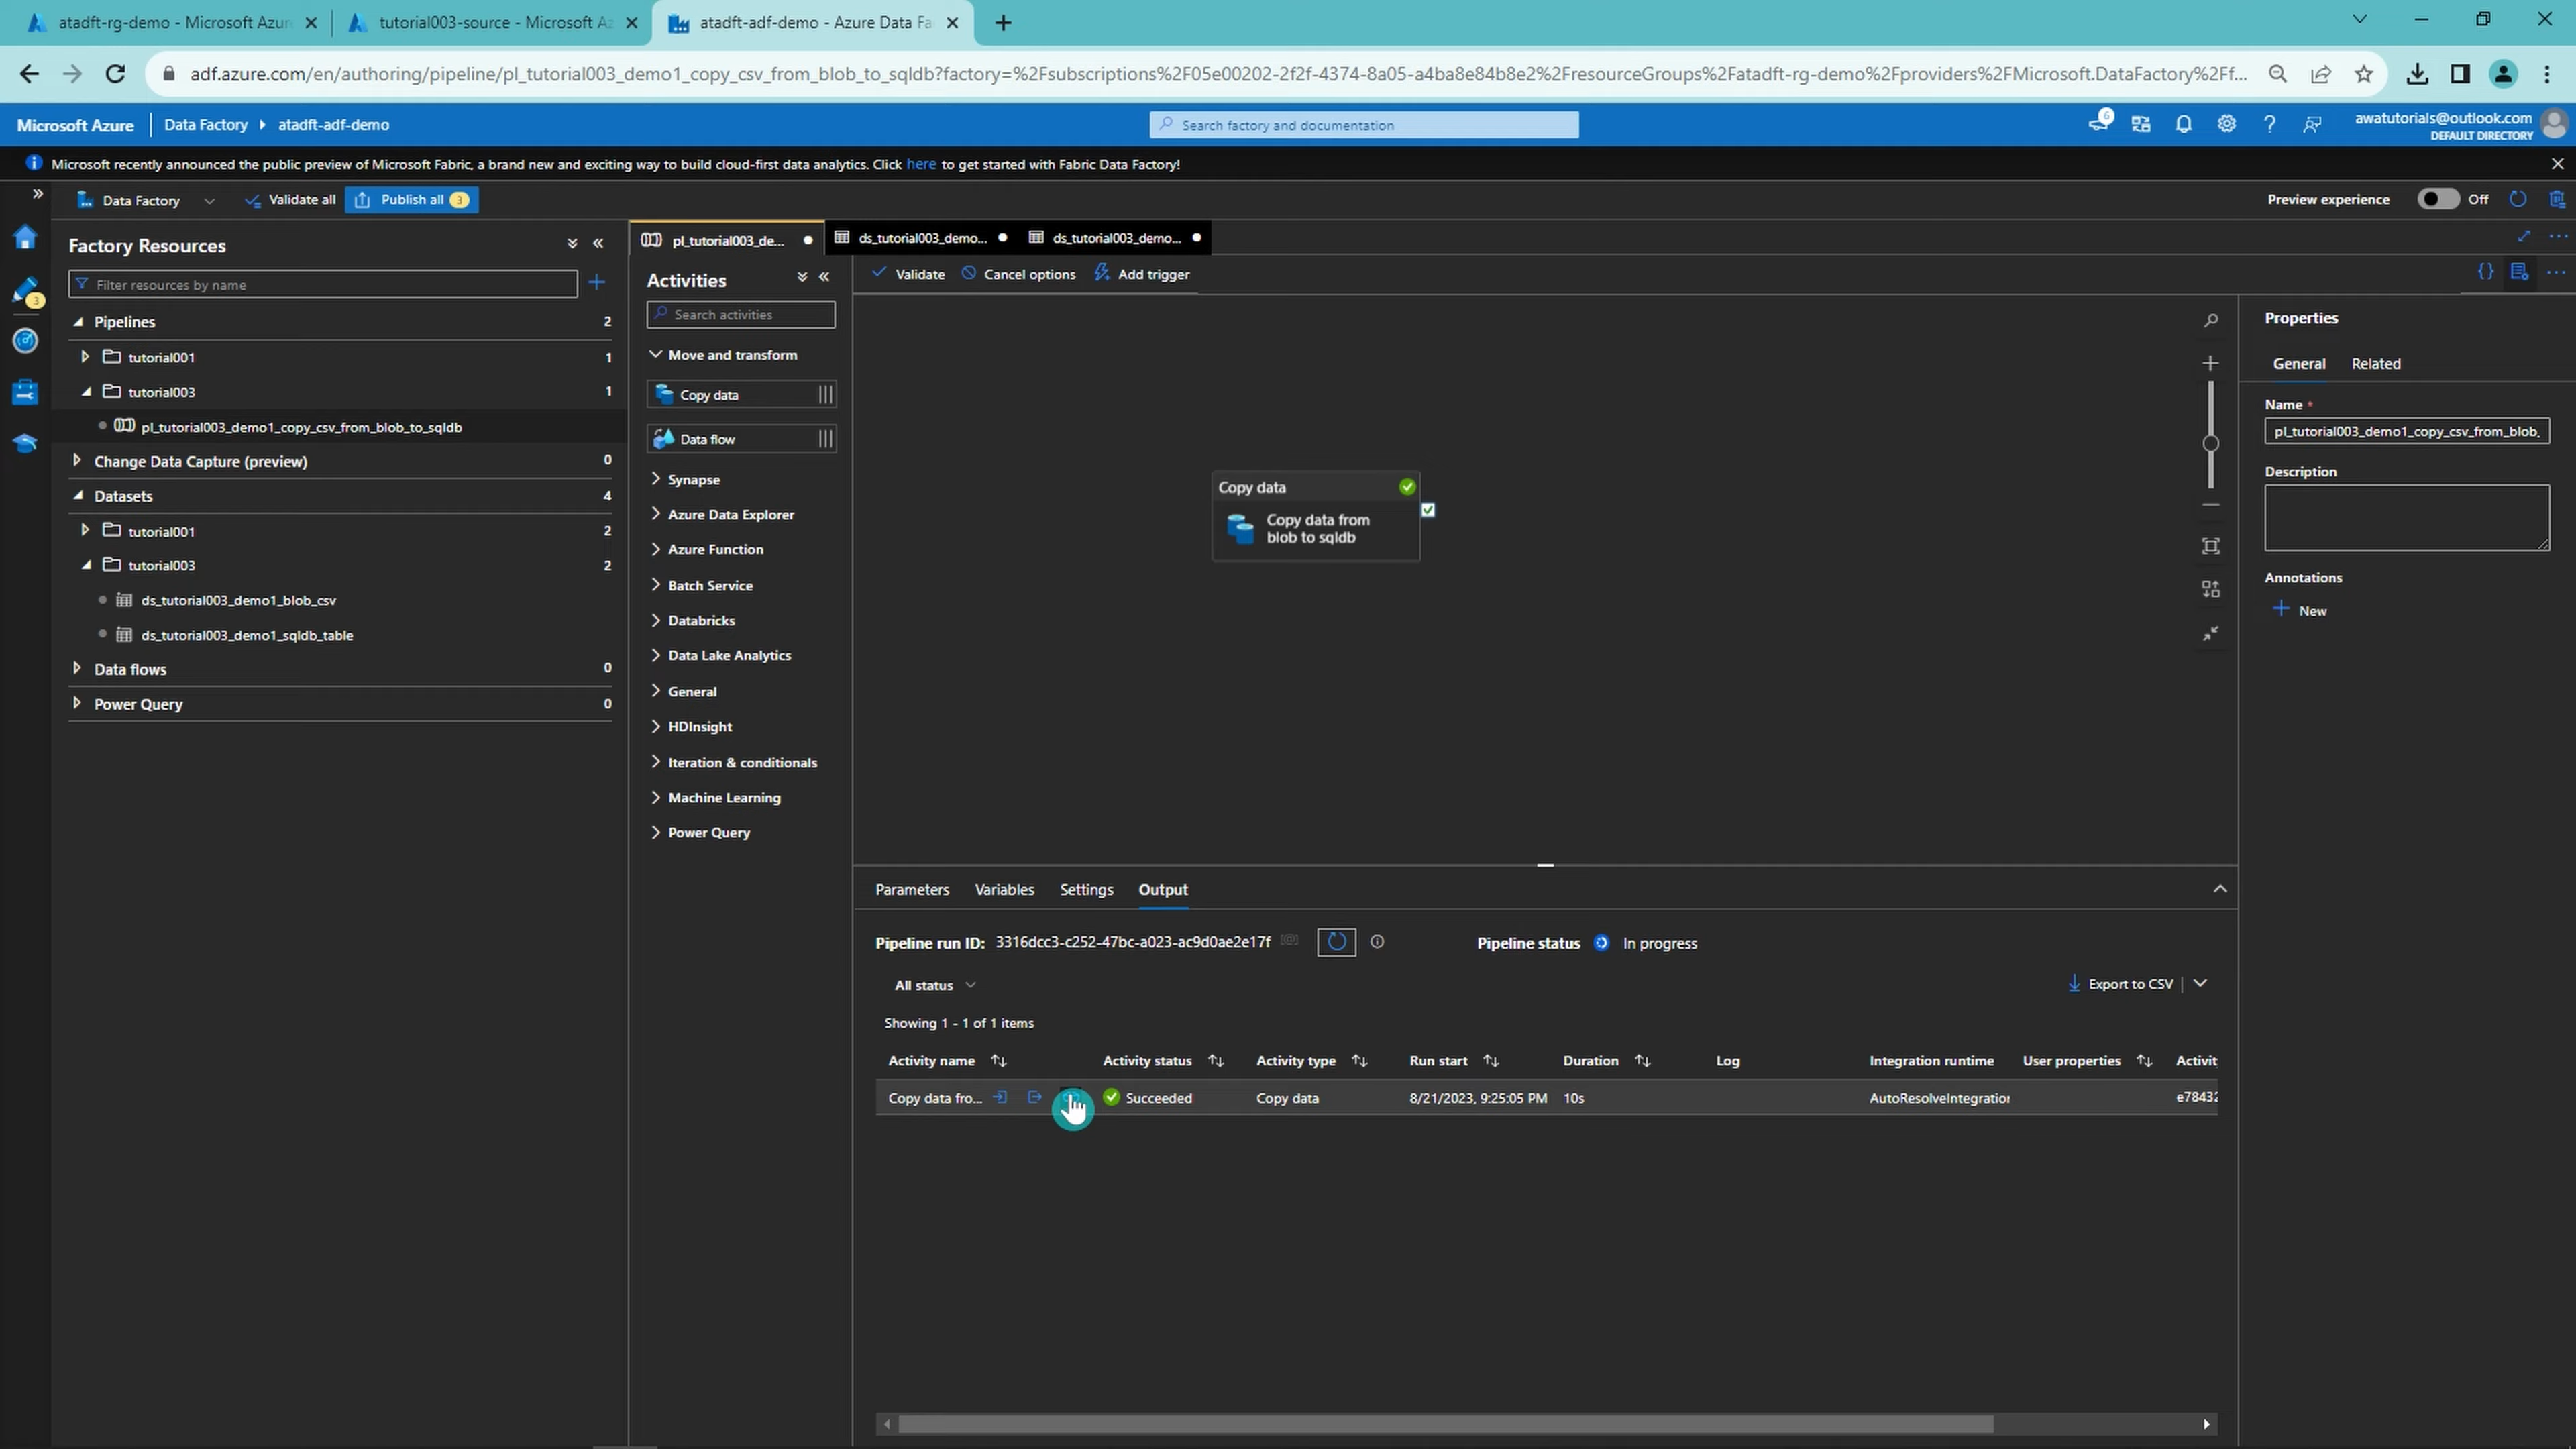 atadft-rg-demo - Microsoft Azur
tutorial003-source - Microsoft Az
atadft-adf-demo - Azure Data Fa
adf.azure.com/en/authoring/pipeline/pl_tutorial003_demo1_copy_csv_from_blob_to_sqldb?factory=%2Fsubscriptions%2F05e00202-2f2f-4374-8a05-a4ba8e84b8e2%2FresourceGroups%2Fatadft-rg-demo%2Fproviders%2FMicrosoft.DataFactory%2Ff...
Microsoft Azure
Data Factory
atadft-adf-demo
Search factory and documentation
6
awatutorials@outlook.com
DEFAULT DIRECTORY
Microsoft recently announced the public preview of Microsoft Fabric, a brand new and exciting way to build cloud-first data analytics. Click here to get started with Fabric Data Factory!
Data Factory
Validate all
Publish all 3
Preview experience
Off
3
Factory Resources
Filter resources by name
Pipelines 2
tutorial001 1
tutorial003 1
pl_tutorial003_demo1_copy_csv_from_blob_to_sqldb
Change Data Capture (preview) 0
Datasets 4
tutorial001 2
tutorial003 2
ds_tutorial003_demo1_blob_csv
ds_tutorial003_demo1_sqldb_table
Data flows 0
Power Query 0
pl_tutorial003_de...
ds_tutorial003_demo...
ds_tutorial003_demo...
Activities
Search activities
Move and transform
Copy data
Data flow
Synapse
Azure Data Explorer
Azure Function
Batch Service
Databricks
Data Lake Analytics
General
HDInsight
Iteration & conditionals
Machine Learning
Power Query
Validate
Cancel options
Add trigger
Copy data
Copy data from
blob to sqldb
Properties
General
Related
Name *
pl_tutorial003_demo1_copy_csv_from_blob_
Description
Annotations
New
Parameters
Variables
Settings
Output
Pipeline run ID: 3316dcc3-c252-47bc-a023-ac9d0ae2e17f
Pipeline status
In progress
All status
Export to CSV
Showing 1 - 1 of 1 items
Activity name
Activity status
Activity type
Run start
Duration
Log
Integration runtime
User properties
Activit
Copy data fro...
Succeeded
Copy data
8/21/2023, 9:25:05 PM
10s
AutoResolveIntegration
e78432